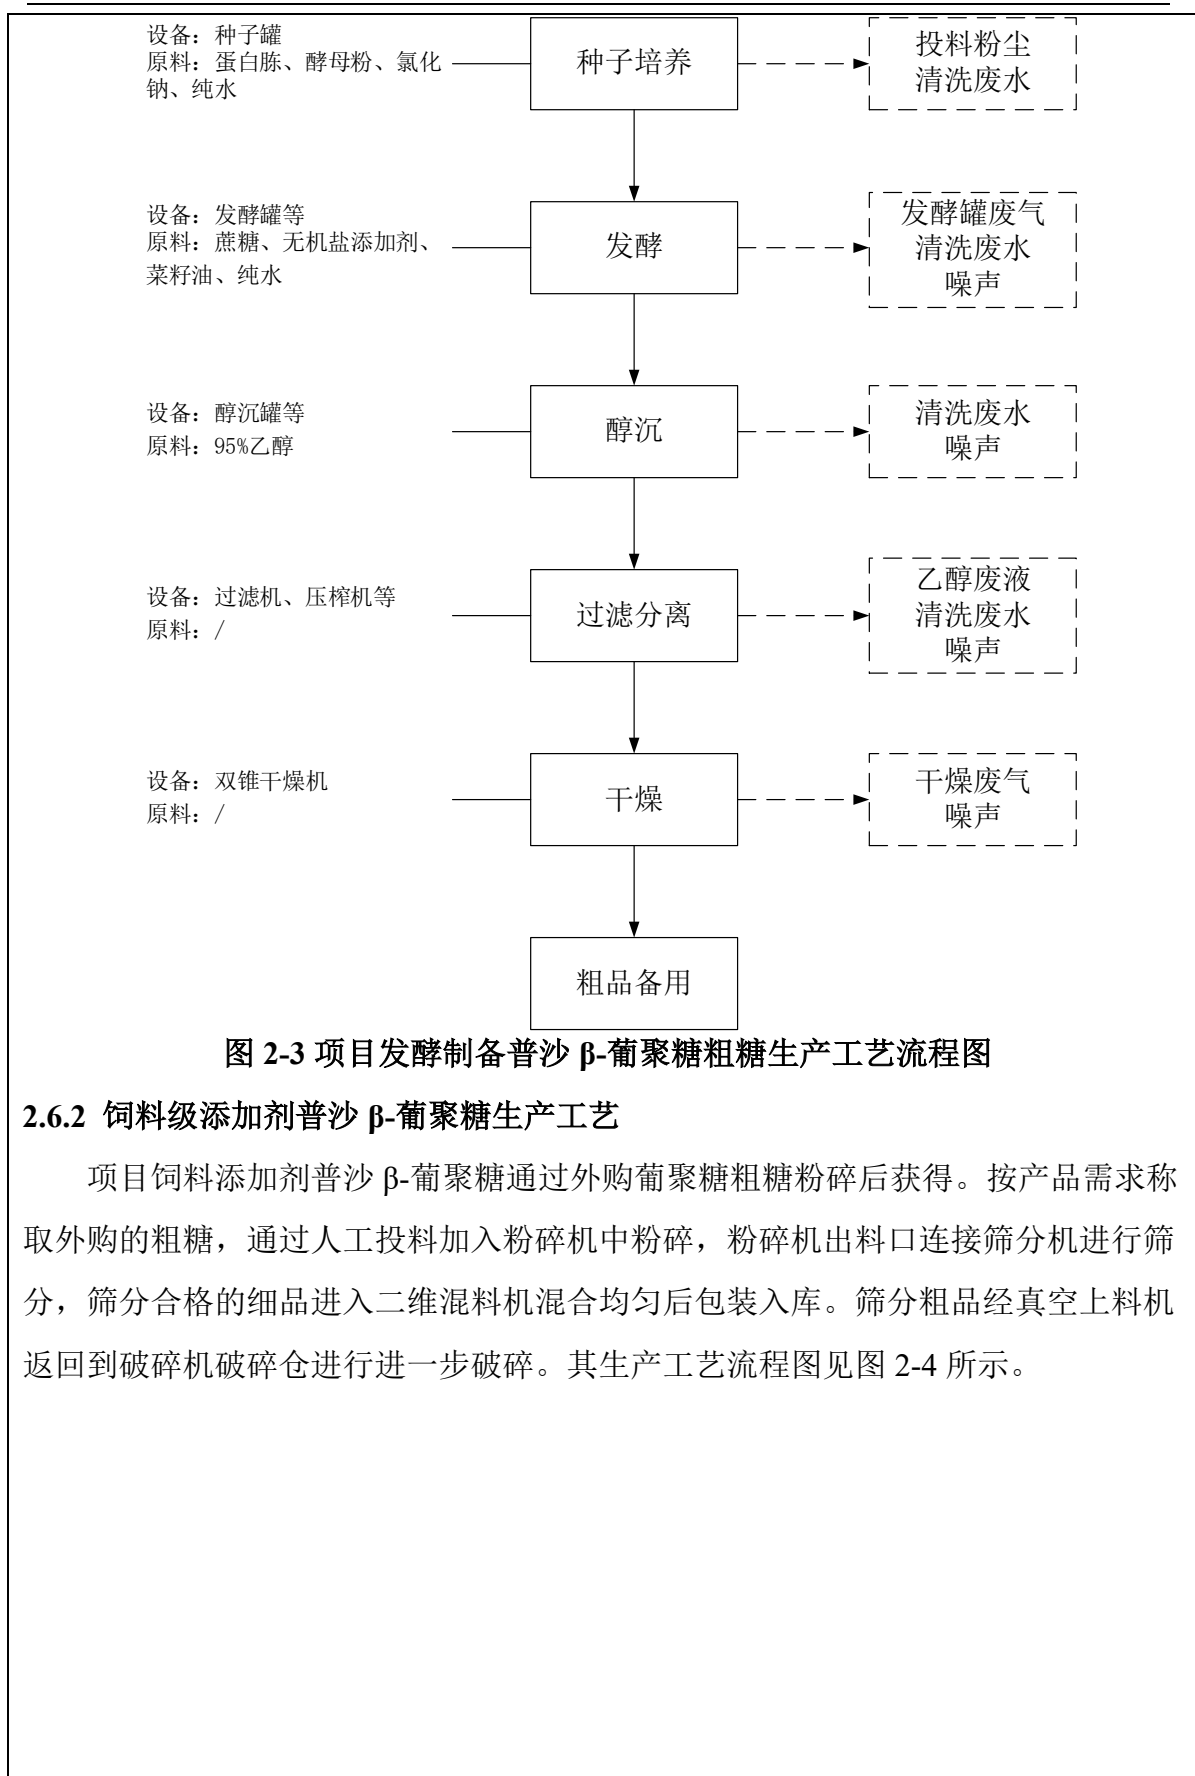 设备：种子罐
原料：蛋白胨、酵母粉、氯化
钠、纯水
种子培养
投料粉尘
清洗废水
设备：发酵罐等
原料：蔗糖、无机盐添加剂、
菜籽油、纯水
发酵
发酵罐废气
清洗废水
噪声
设备：醇沉罐等
原料：95%乙醇
醇沉
清洗废水
噪声
设备：过滤机、压榨机等
原料：/
过滤分离
乙醇废液
清洗废水
噪声
设备：双锥干燥机
原料：/
干燥
干燥废气
噪声
粗品备用
图 2-3 项目发酵制备普沙 β-葡聚糖粗糖生产工艺流程图
2.6.2 饲料级添加剂普沙 β-葡聚糖生产工艺
项目饲料添加剂普沙 β-葡聚糖通过外购葡聚糖粗糖粉碎后获得。按产品需求称
取外购的粗糖，通过人工投料加入粉碎机中粉碎，粉碎机出料口连接筛分机进行筛
分，筛分合格的细品进入二维混料机混合均匀后包装入库。筛分粗品经真空上料机
返回到破碎机破碎仓进行进一步破碎。其生产工艺流程图见图 2-4 所示。